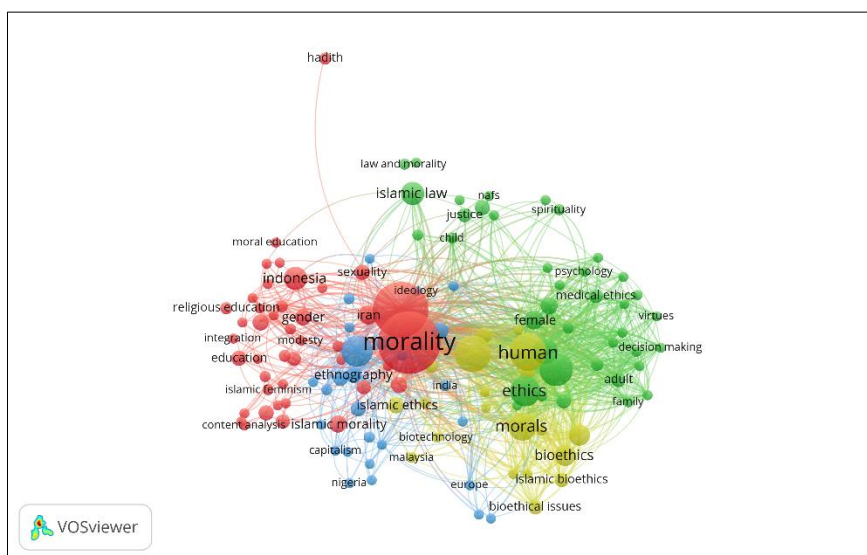 hadith
law and morality
islamic law
nafs
justice
spirituality
child
moral education
sexuality
psychology
indonesia
ideology
medical ethics
religious education
gender
iran
female
virtues
integration
modesty
morality
human
decision making
education
ethnography
india
ethics
adult
islamic feminism
islamic ethics
family
content analysis
islamic morality
biotechnology
morals
capitalism
malaysia
bioethics
nigeria
europe
islamic bioethics
bioethical issues
VOSviewer